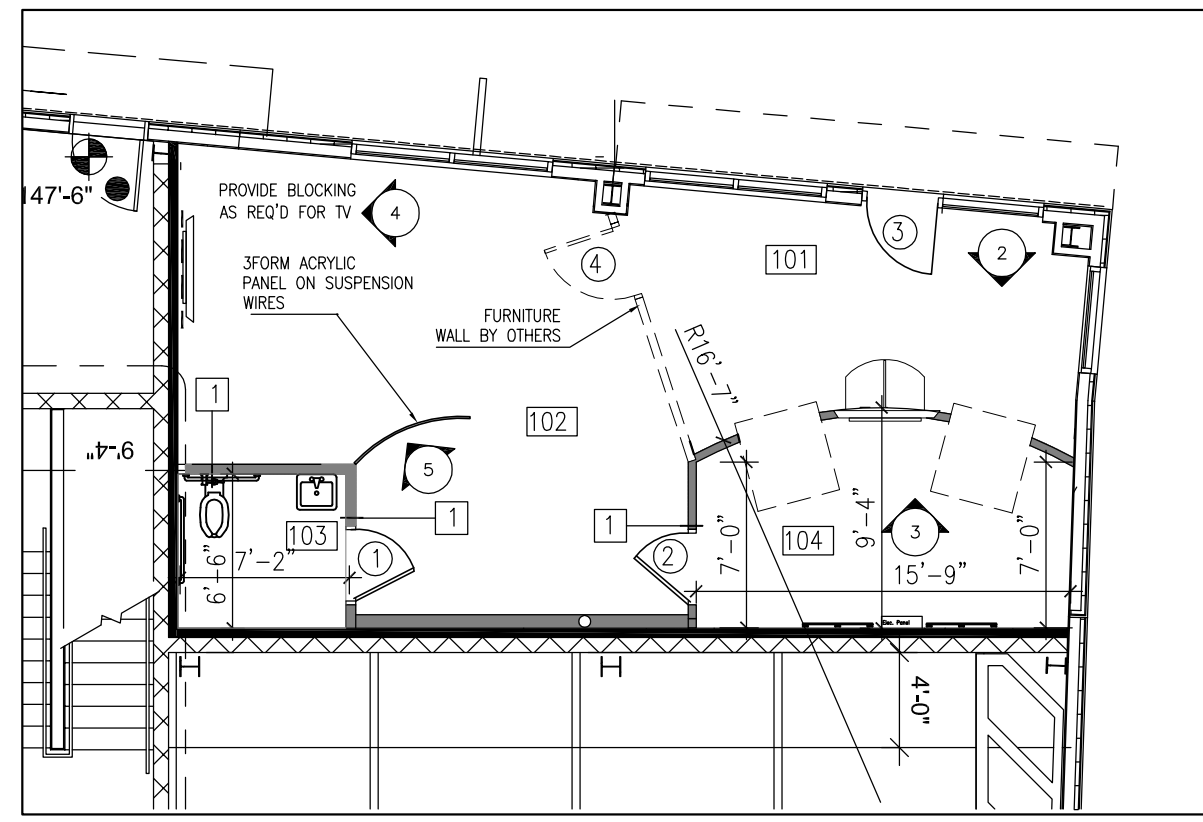 147'-6"
PROVIDE BLOCKING
AS REQ'D FOR TV
4
3FORM ACRYLIC
PANEL ON SUSPENSION
WIRES
FURNITURE
WALL BY OTHERS
4
101
3
2
R16'-7"
1
102
9'-4"
5
1
1
103
6'-6"
7'-2"
1
2
7'-0"
104
9'-4"
3
15'-9"
7'-0"
Elec. Panel
4'-0"